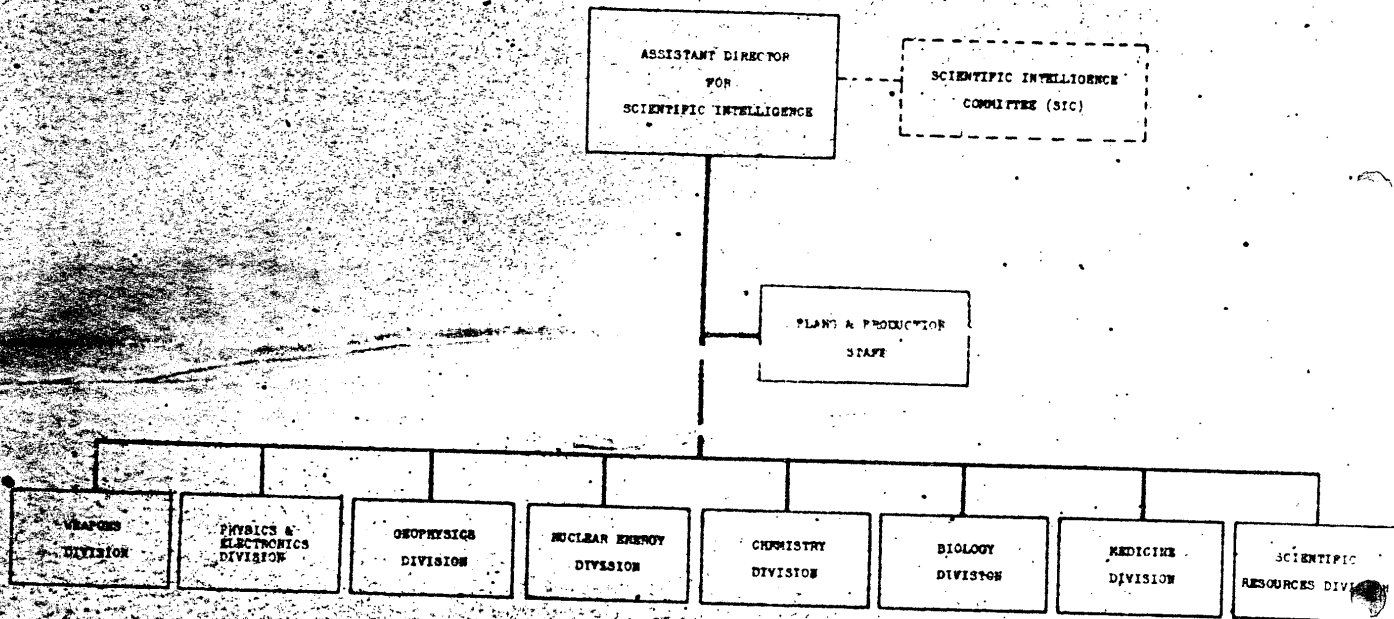 ASSISTANT DIRECTOR
FOR
SCIENTIFIC INTELLIGENCE
SCIENTIFIC INTELLIGENCE
COMMITTEE (SIC)
PLANS & PRODUCTION
STAFF
WEAPONS
DIVISION
PHYSICS &
ELECTRONICS
DIVISION
GEOPHYSICS
DIVISION
NUCLEAR ENERGY
DIVISION
CHEMISTRY
DIVISION
BIOLOGY
DIVISION
MEDICINE
DIVISION
SCIENTIFIC
RESOURCES DIVISION